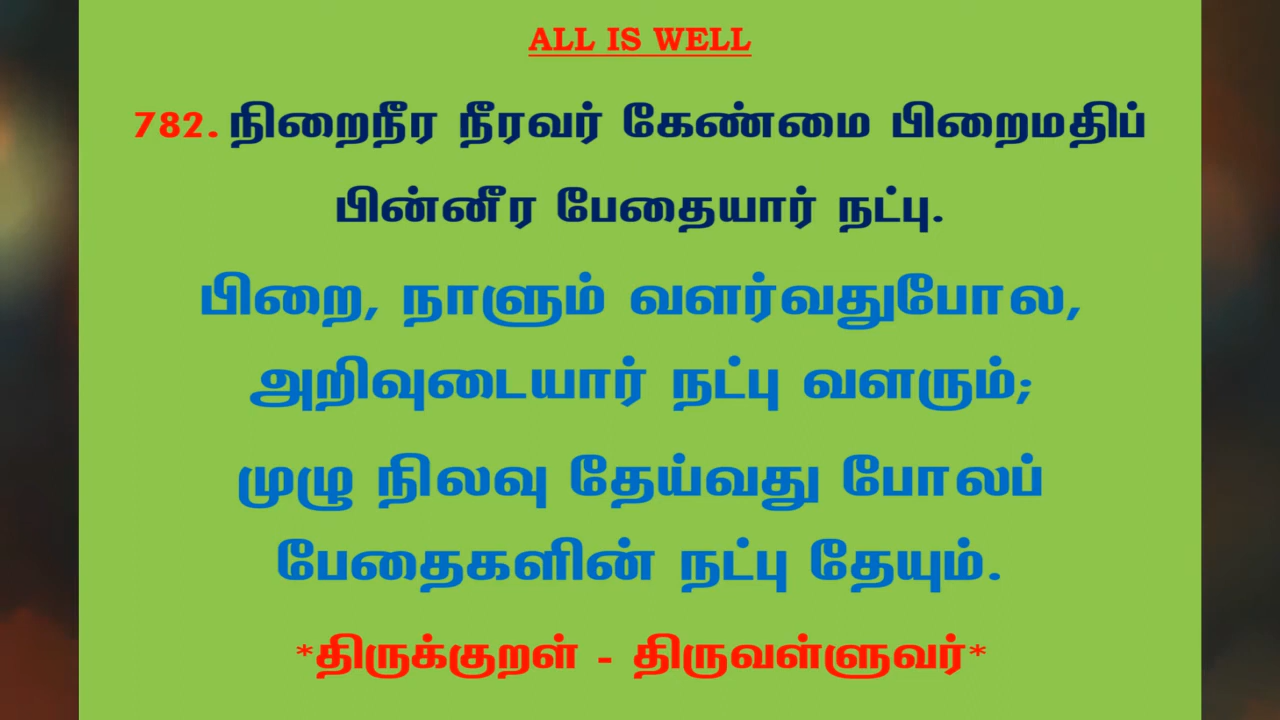 ALL IS WELL
782. நிறைநீர நீரவர் கேண்மை பிறைமதிப்
பின்னீர பேதையார் நட்பு.
பிறை, நாளும் வளர்வதுபோல,
அறிவுடையார் நட்பு வளரும்;
முழு நிலவு தேய்வது போலப்
பேதைகளின் நட்பு தேயும்.
*திருக்குறள் - திருவள்ளுவர்*